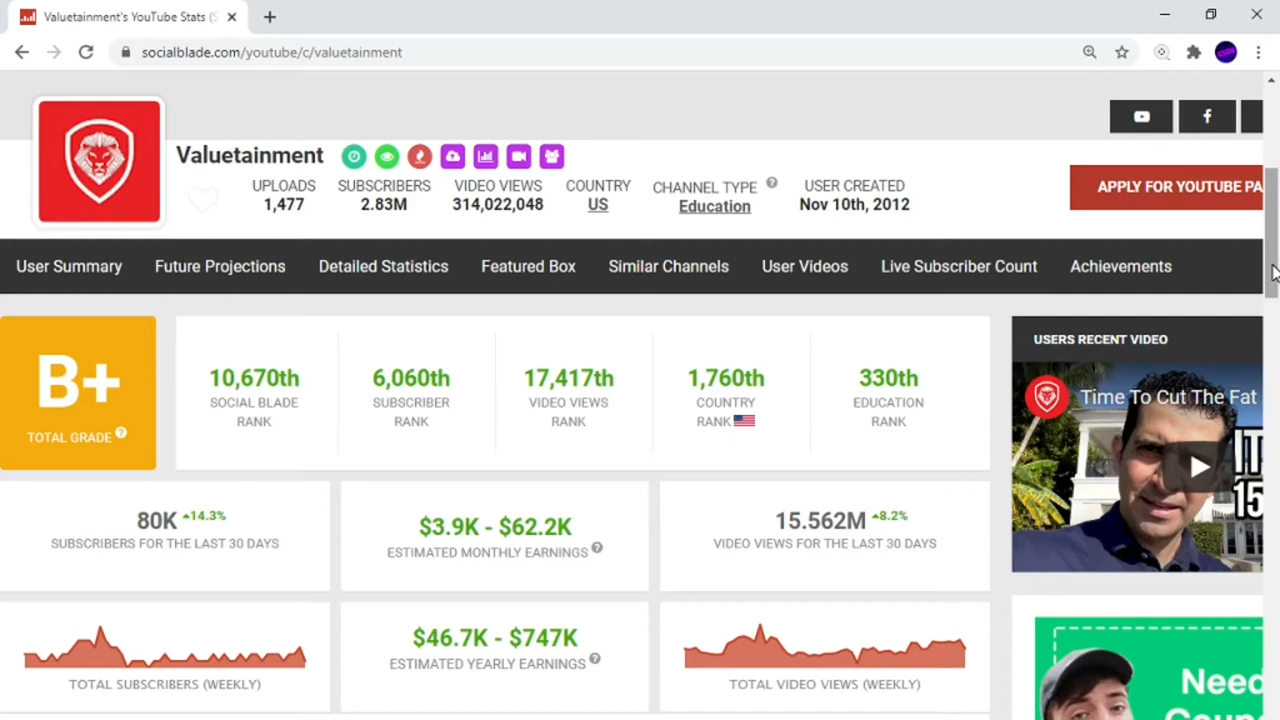 Valuetainment's YouTube Stats (S
socialblade.com/youtube/c/valuetainment
Valuetainment
UPLOADS
1,477
SUBSCRIBERS
2.83M
VIDEO VIEWS
314,022,048
COUNTRY
US
CHANNEL TYPE ?
Education
USER CREATED
Nov 10th, 2012
APPLY FOR YOUTUBE PA
User Summary
Future Projections
Detailed Statistics
Featured Box
Similar Channels
User Videos
Live Subscriber Count
Achievements
B+
TOTAL GRADE ?
10,670th
SOCIAL BLADE
RANK
6,060th
SUBSCRIBER
RANK
17,417th
VIDEO VIEWS
RANK
1,760th
COUNTRY
RANK
330th
EDUCATION
RANK
USERS RECENT VIDEO
Time To Cut The Fat
IT
15
80K 14.3%
SUBSCRIBERS FOR THE LAST 30 DAYS
$3.9K - $62.2K
ESTIMATED MONTHLY EARNINGS ?
15.562M 8.2%
VIDEO VIEWS FOR THE LAST 30 DAYS
TOTAL SUBSCRIBERS (WEEKLY)
$46.7K - $747K
ESTIMATED YEARLY EARNINGS ?
TOTAL VIDEO VIEWS (WEEKLY)
Need